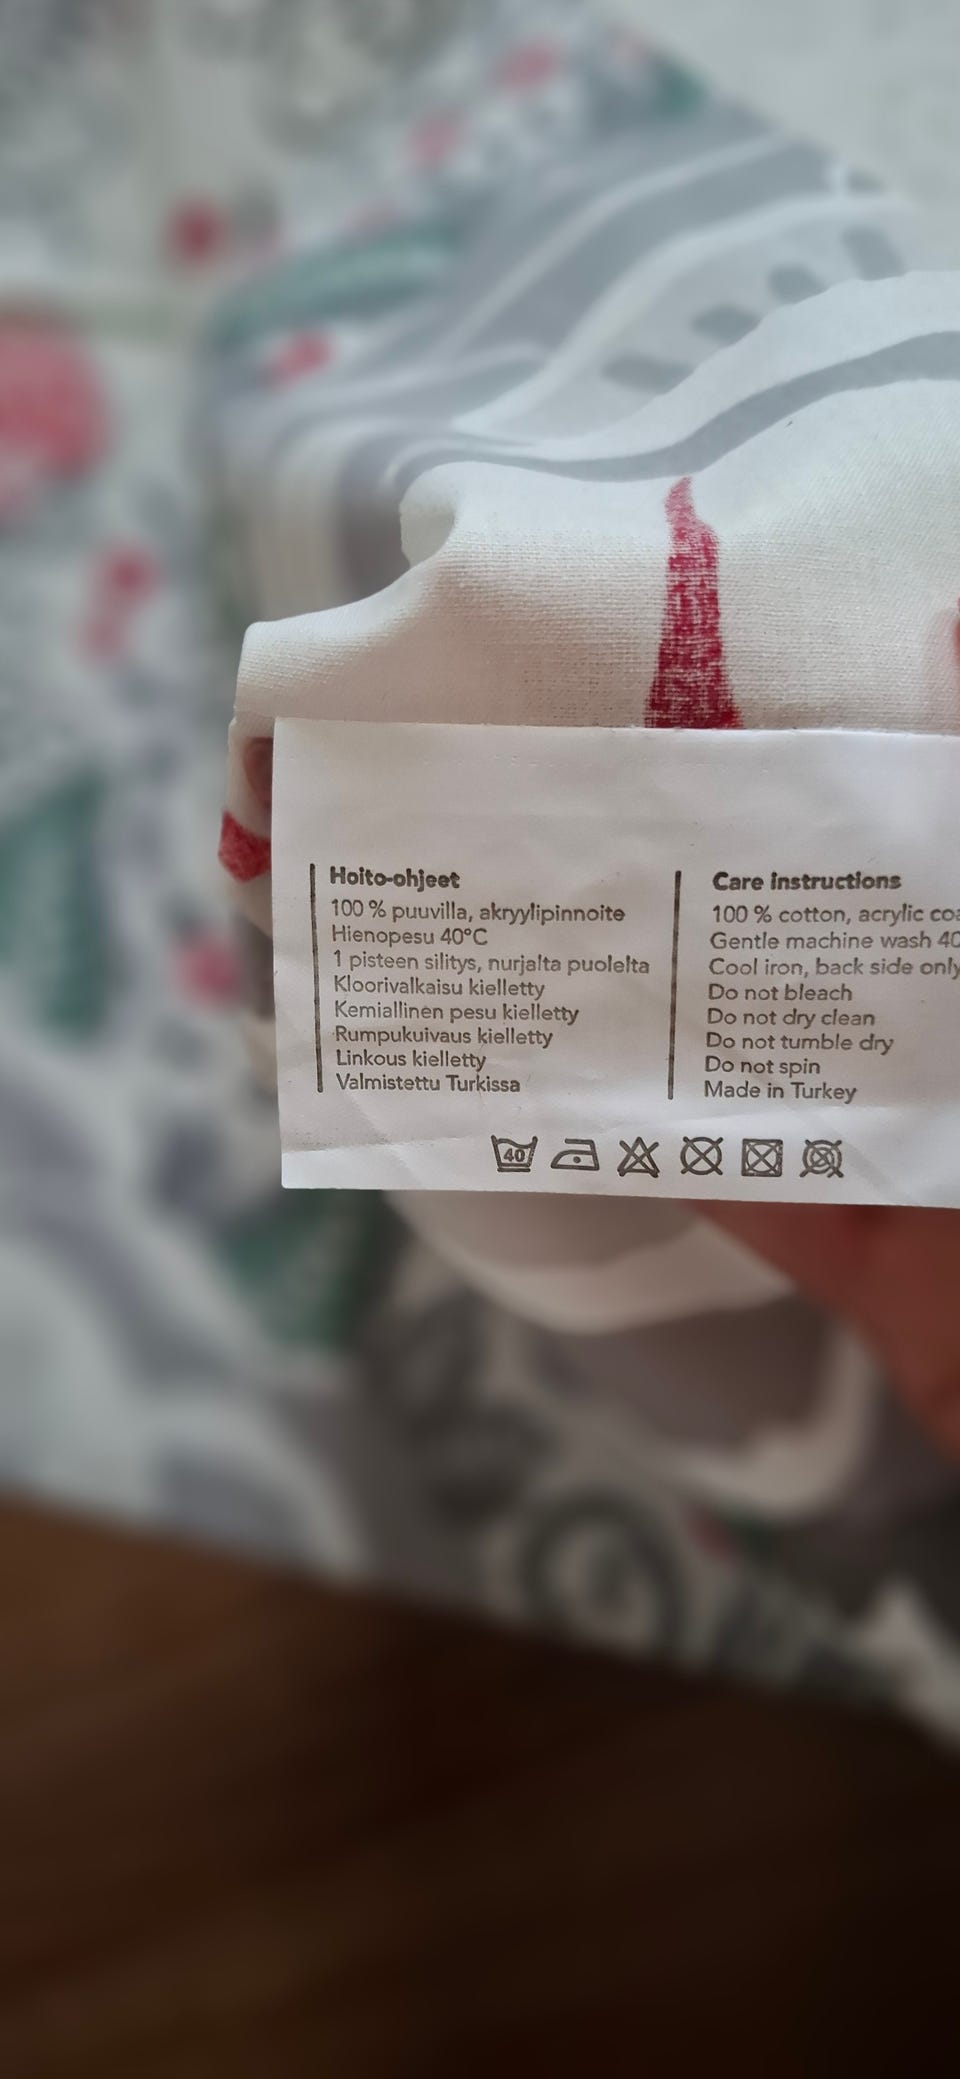 Hoito-ohjeet
100 % puuvilla, akryylipinnoite
Hienopesu 40°C
1 pisteen silitys, nurjalta puolelta
Kloorivalkaisu kielletty
Kemiallinen pesu kielletty
Rumpukuivaus kielletty
Linkous kielletty
Valmistettu Turkissa
Care instructions
100 % cotton, acrylic
Gentle machine wash 40
Cool iron, back side only
Do not bleach
Do not dry clean
Do not tumble dry
Do not spin
Made in Turkey
40